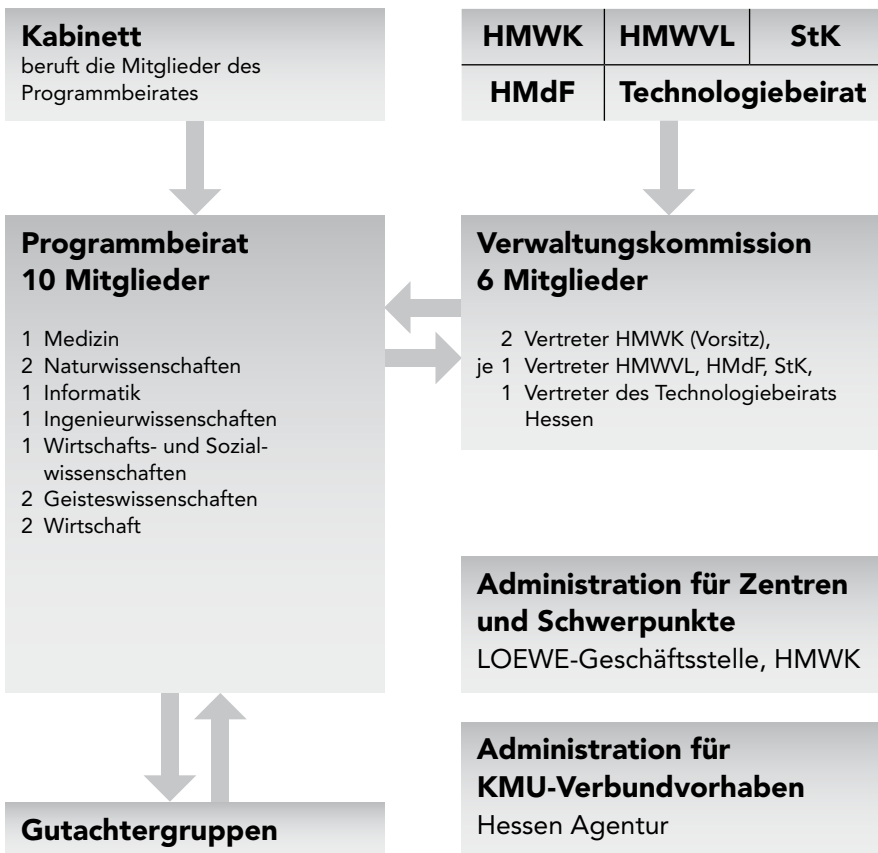 Kabinett
beruft die Mitglieder des
Programmbeirates
HMWK HMWVL StK
HMdF Technologiebeirat
Programmbeirat
10 Mitglieder
1 Medizin
2 Naturwissenschaften
1 Informatik
1 Ingenieurwissenschaften
1 Wirtschafts- und Sozial-
wissenschaften
2 Geisteswissenschaften
2 Wirtschaft
Verwaltungskommission
6 Mitglieder
2 Vertreter HMWK (Vorsitz),
je 1 Vertreter HMWVL, HMdF, StK,
1 Vertreter des Technologiebeirats
Hessen
Administration für Zentren
und Schwerpunkte
LOEWE-Geschäftsstelle, HMWK
Gutachtergruppen
Administration für
KMU-Verbundvorhaben
Hessen Agentur